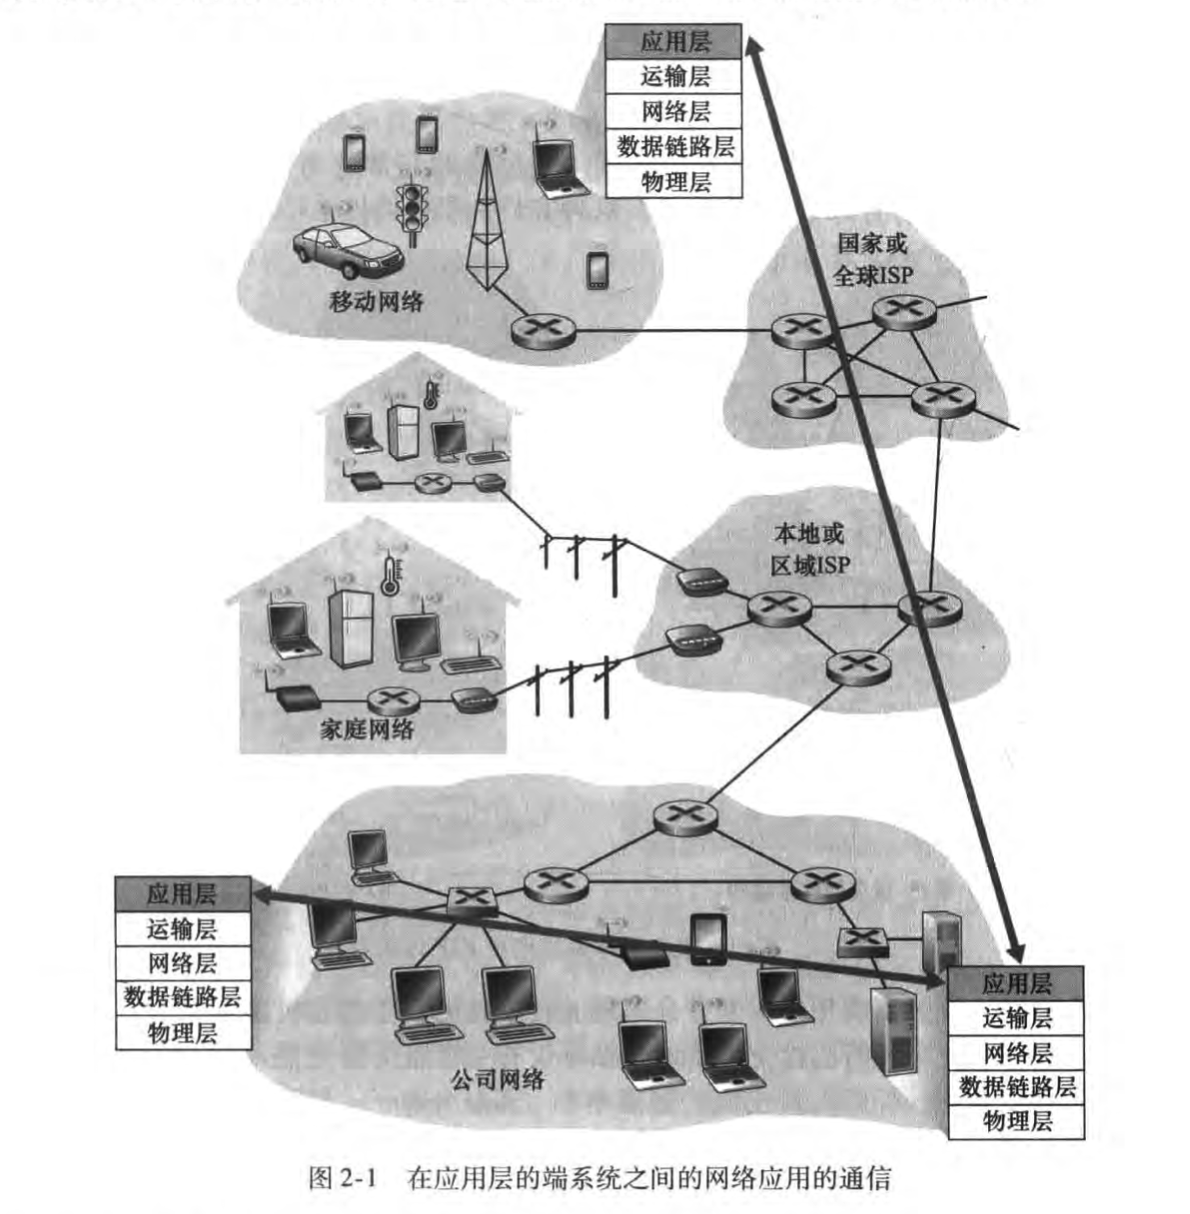 应用层
运输层
网络层
数据链路层
物理层
国家或
全球ISP
移动网络
本地或
区域ISP
家庭网络
应用层
运输层
网络层
数据链路层
物理层
应用层
运输层
网络层
数据链路层
物理层
公司网络
图 2-1 在应用层的端系统之间的网络应用的通信